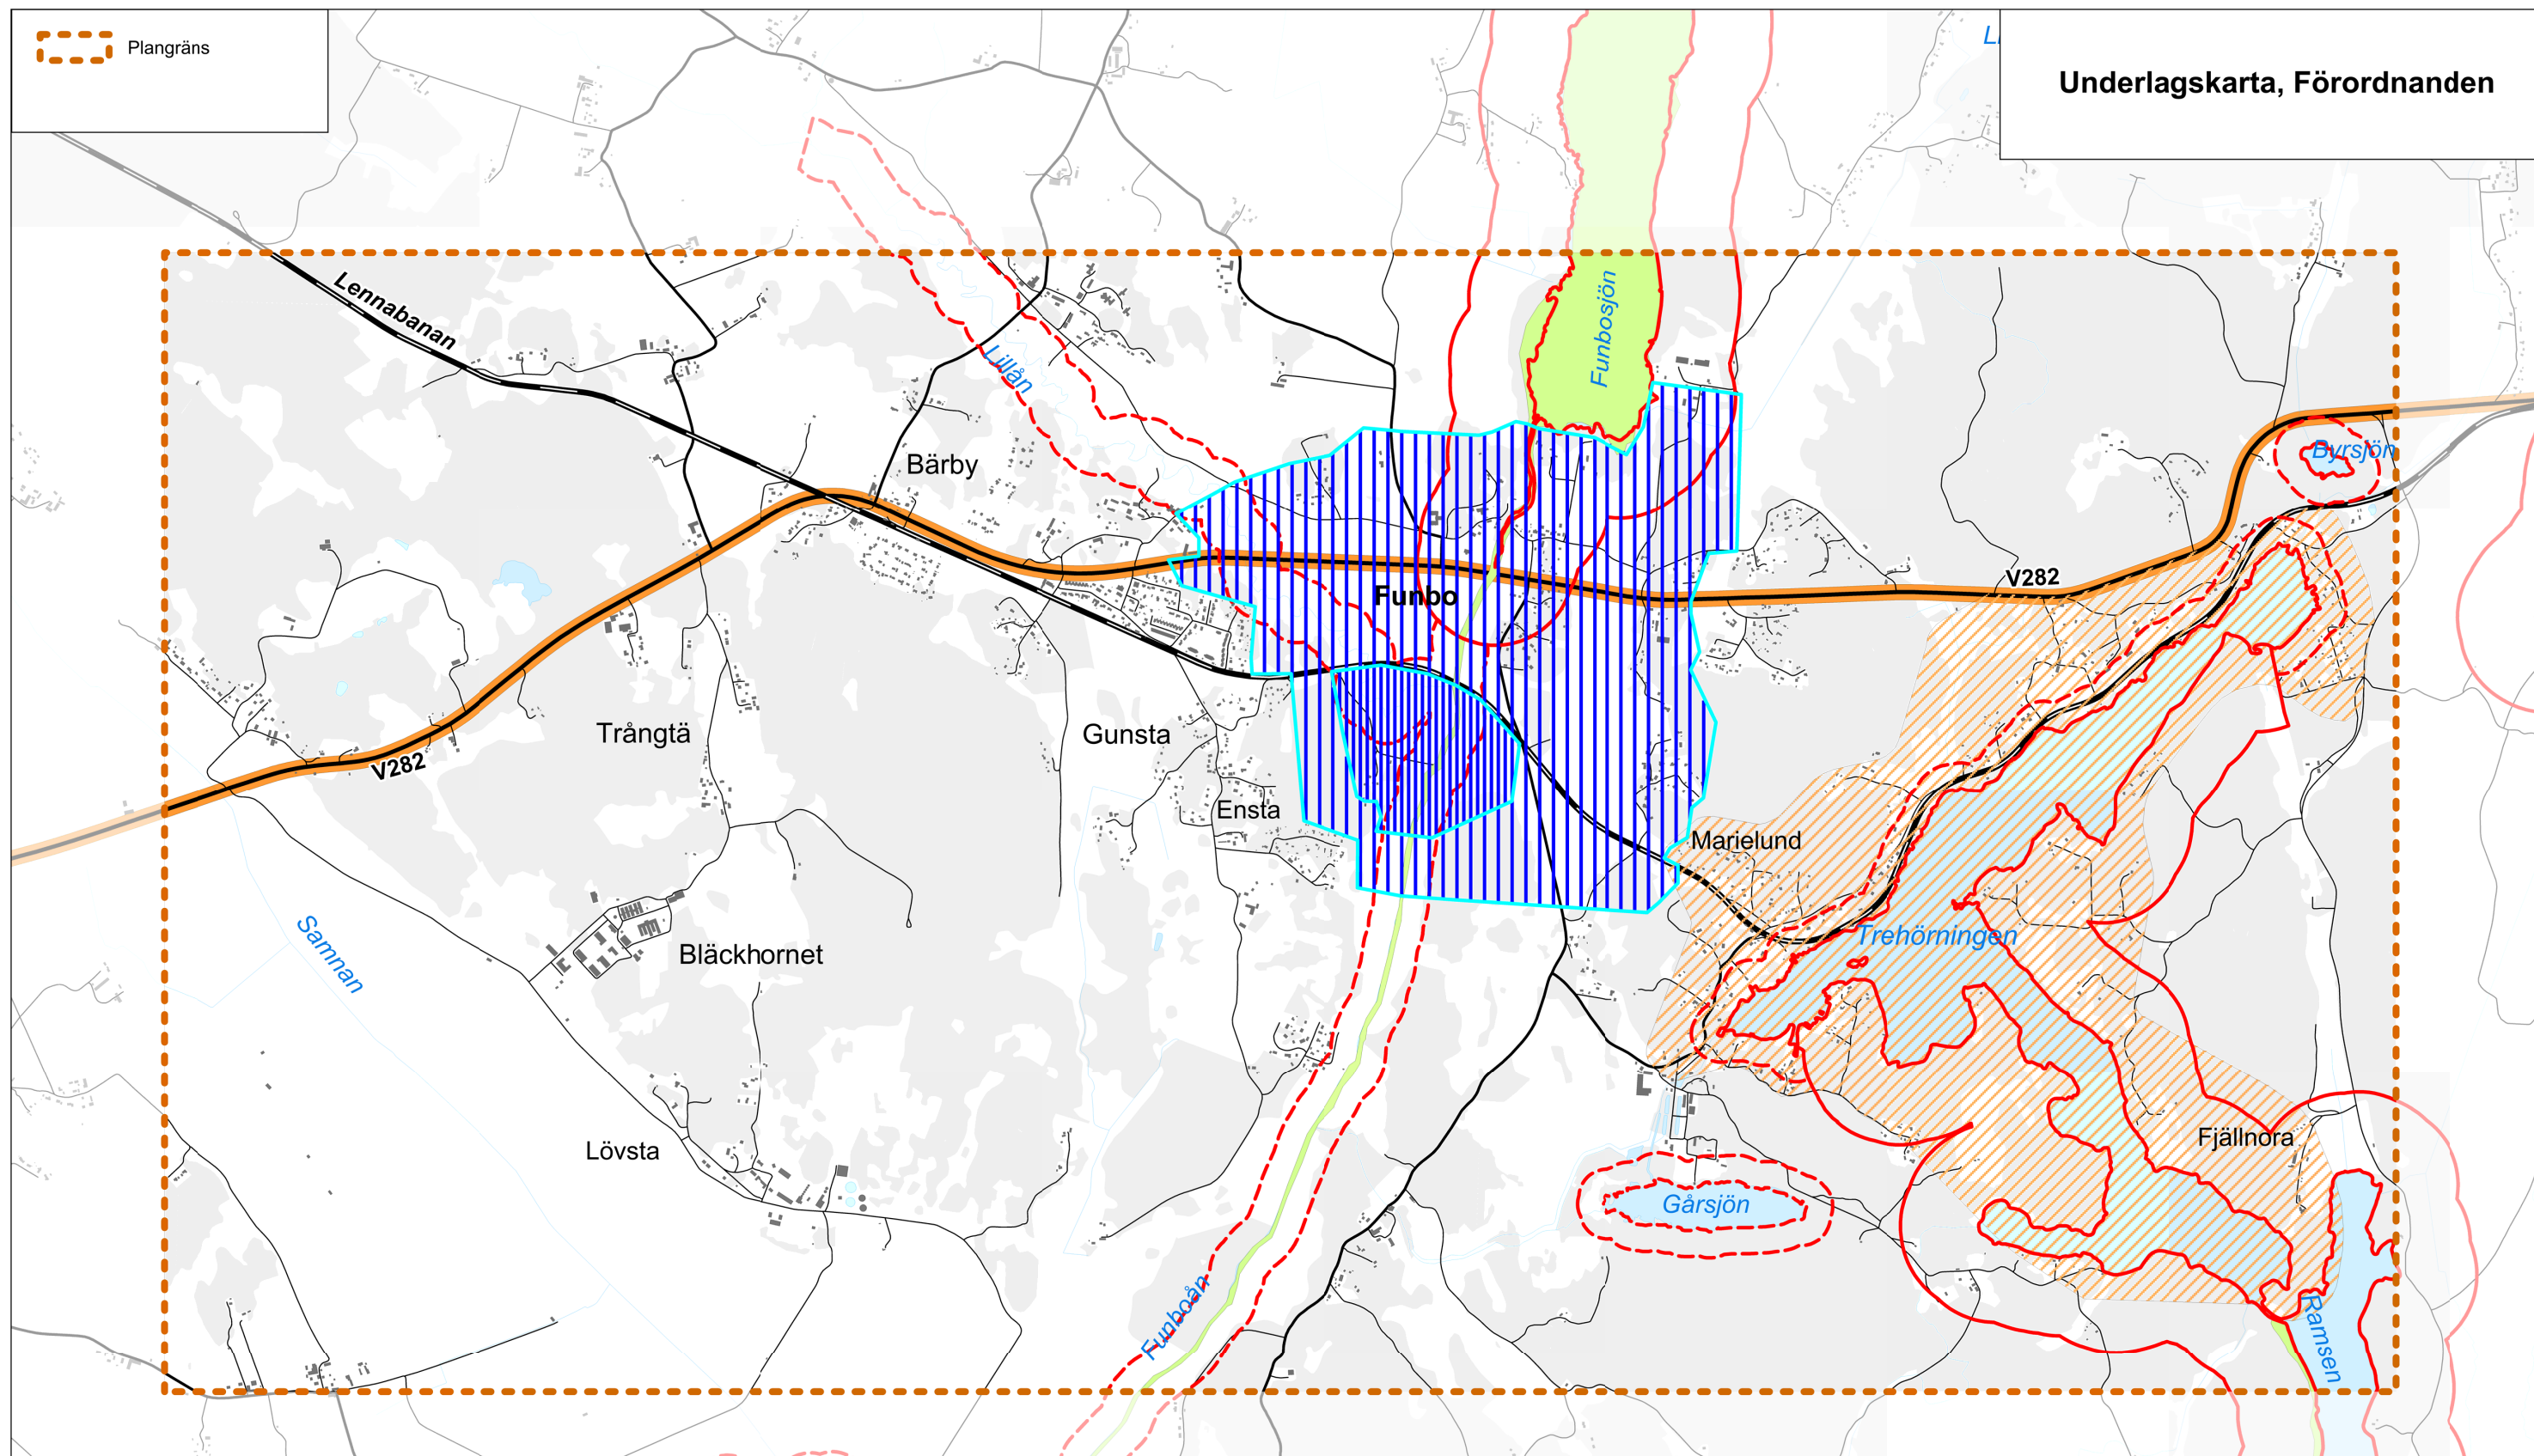 Plangräns
Underlagskarta, Förordnanden
Lennabanan
Funbosjön
Lillån
Bärby
Byrsjön
Funbo
V282
Trångtä
Gunsta
V282
Ensta
Marielund
Samnan
Bläckhornet
Trehörningen
Lövsta
Fjällnora
Gårsjön
Funboån
Ramsen